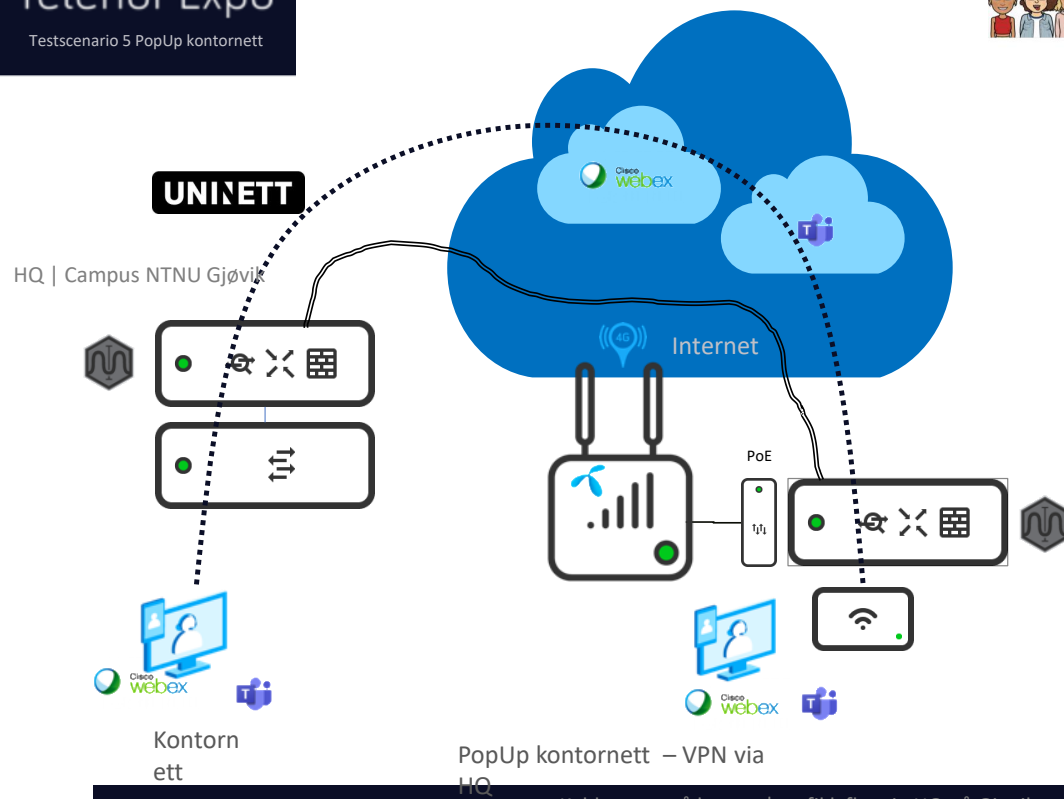 Telenor Expo
Testscenario 5 PopUp kontornett
UNINETT
Cisco
webex
T
HQ | Campus NTNU Gjøvik
4G
Internet
PoE
Cisco
webex
T
Cisco
webex
T
Kontorn
ett
PopUp kontornett – VPN via
HQ